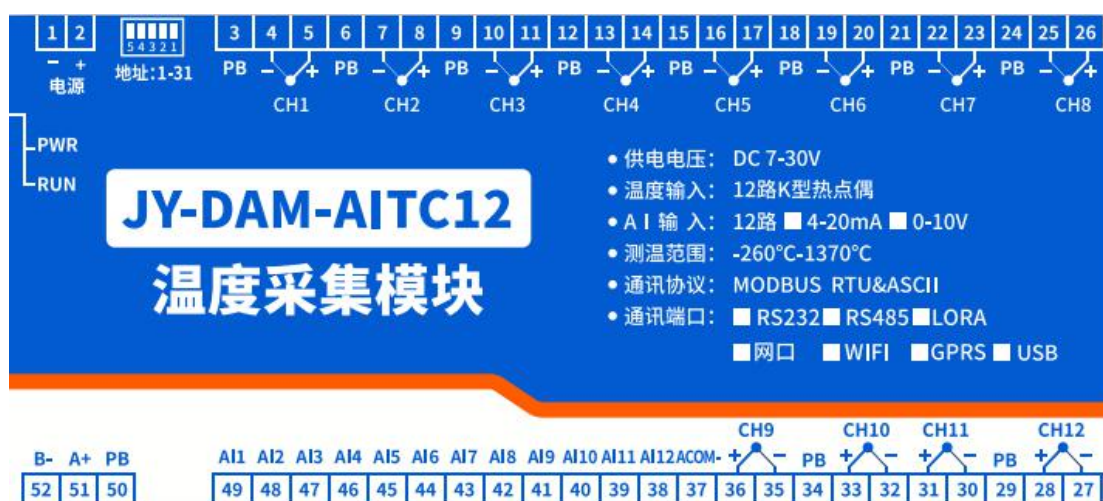 1 2 3 4 5 6 7 8 9 10 11 12 13 14 15 16 17 18 19 20 21 22 23 24 25 26
5 4 3 2 1
- +
电源
地址:1-31
PB - + PB - + PB - + PB - + PB - + PB - + PB - + PB - +
CH1 CH2 CH3 CH4 CH5 CH6 CH7 CH8
PWR
RUN
JY-DAM-AITC12
温度采集模块
● 供电电压: DC 7-30V
● 温度输入: 12路K型热点偶
● A I 输 入: 12路 ■ 4-20mA ■ 0-10V
● 测温范围: -260°C-1370°C
● 通讯协议: MODBUS RTU&ASCII
● 通讯端口: ■ RS232 ■ RS485 ■ LORA
■ 网口 ■ WIFI ■ GPRS ■ USB
CH9 CH10 CH11 CH12
B- A+ PB AI1 AI2 AI3 AI4 AI5 AI6 AI7 AI8 AI9 AI10 AI11 AI12 ACOM- + - PB + - + - PB + -
52 51 50 49 48 47 46 45 44 43 42 41 40 39 38 37 36 35 34 33 32 31 30 29 28 27